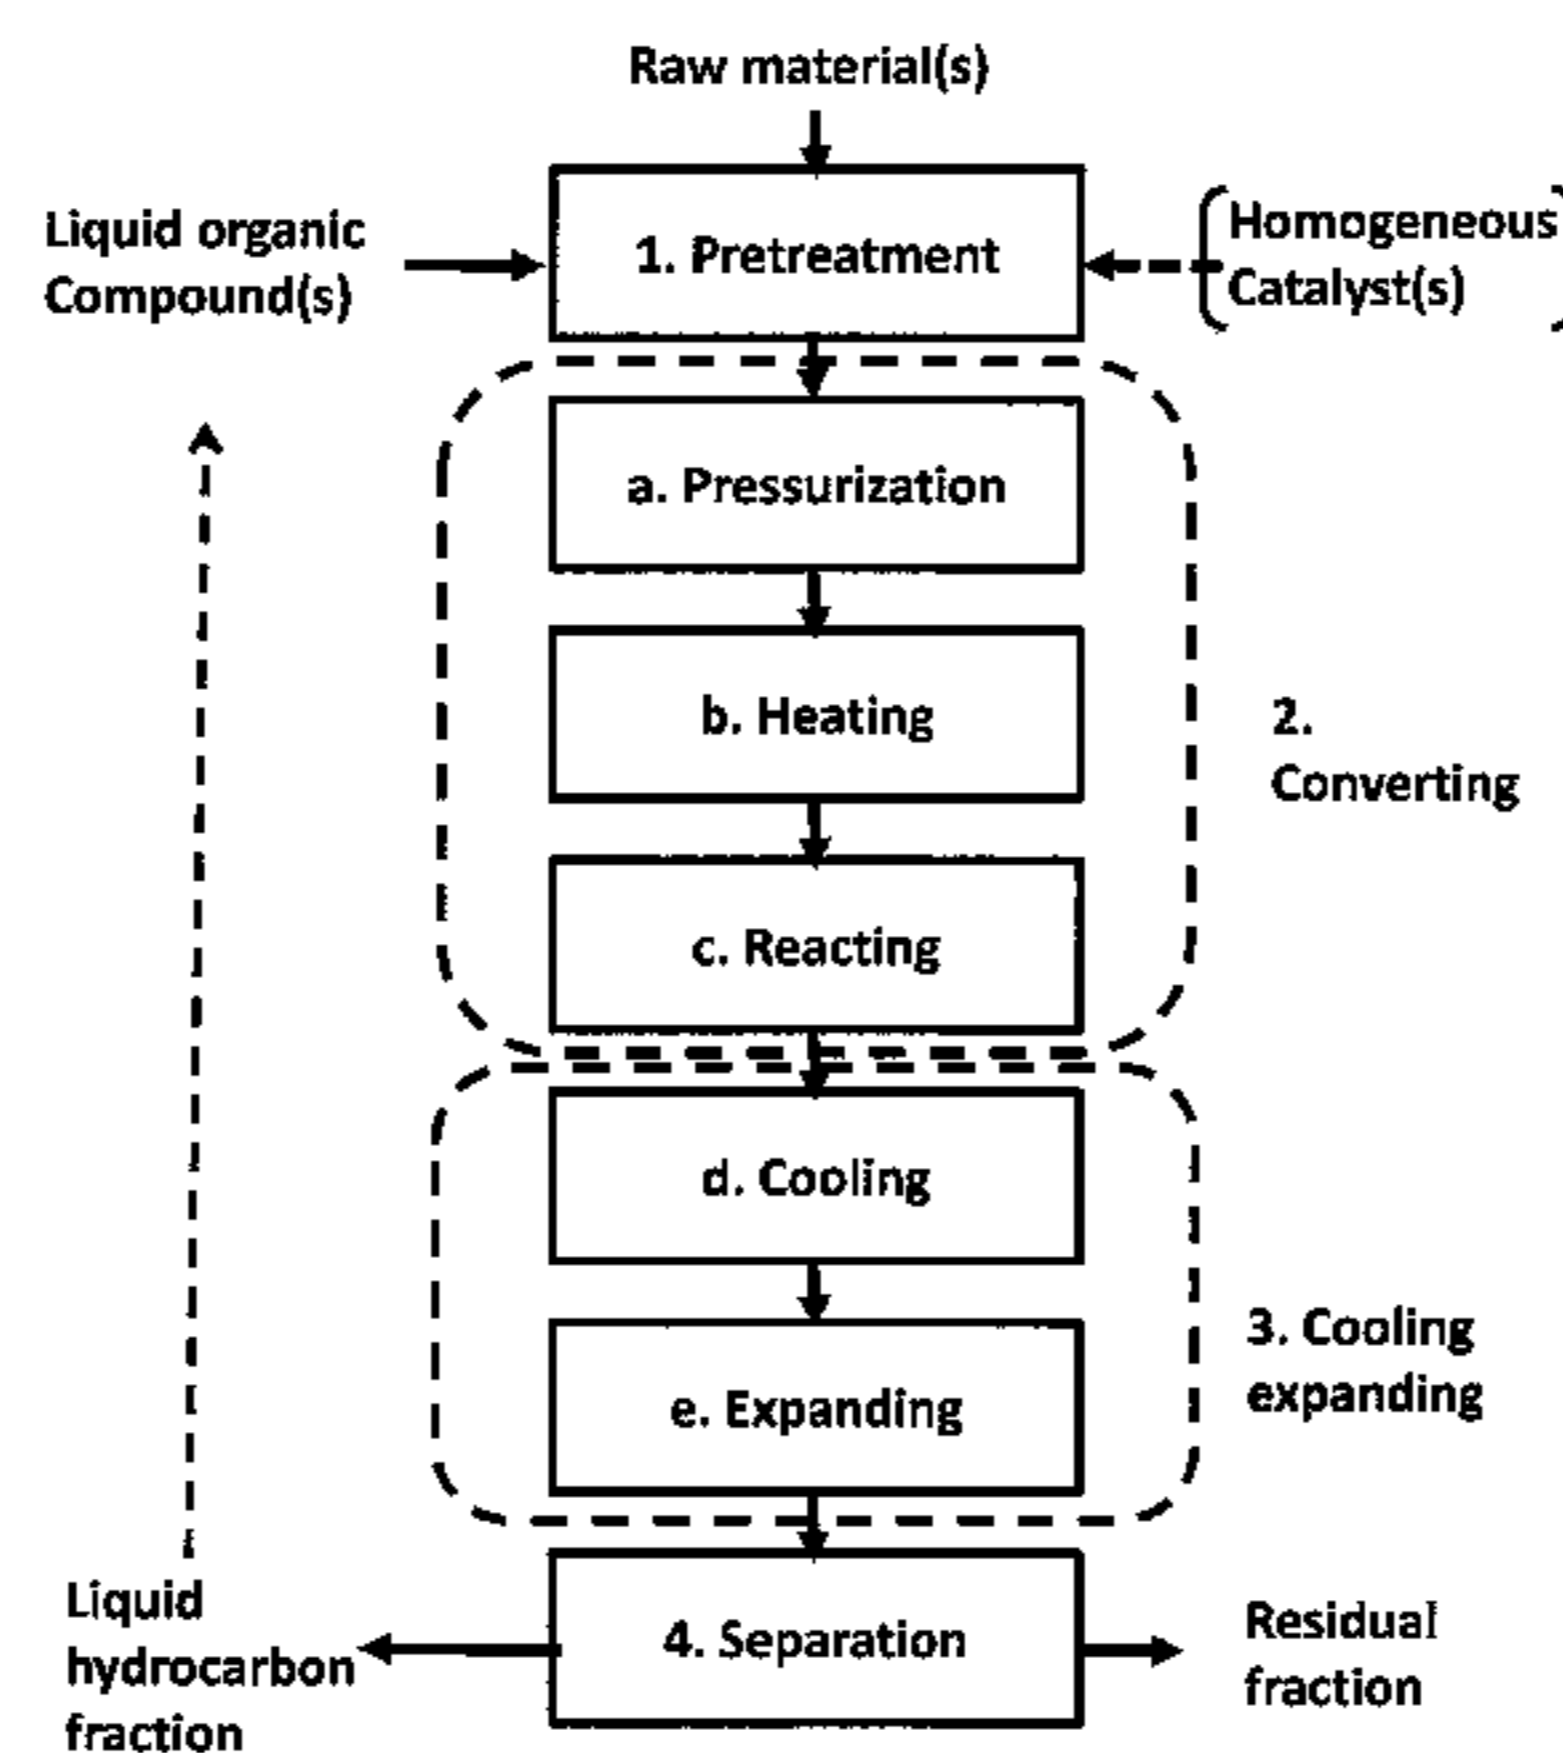 Raw material(s)
Liquid organic
Compound(s)
1. Pretreatment
Homogeneous
Catalyst(s)
a. Pressurization
b. Heating
2.
Converting
c. Reacting
d. Cooling
3. Cooling
expanding
e. Expanding
Liquid
hydrocarbon
fraction
4. Separation
Residual
fraction